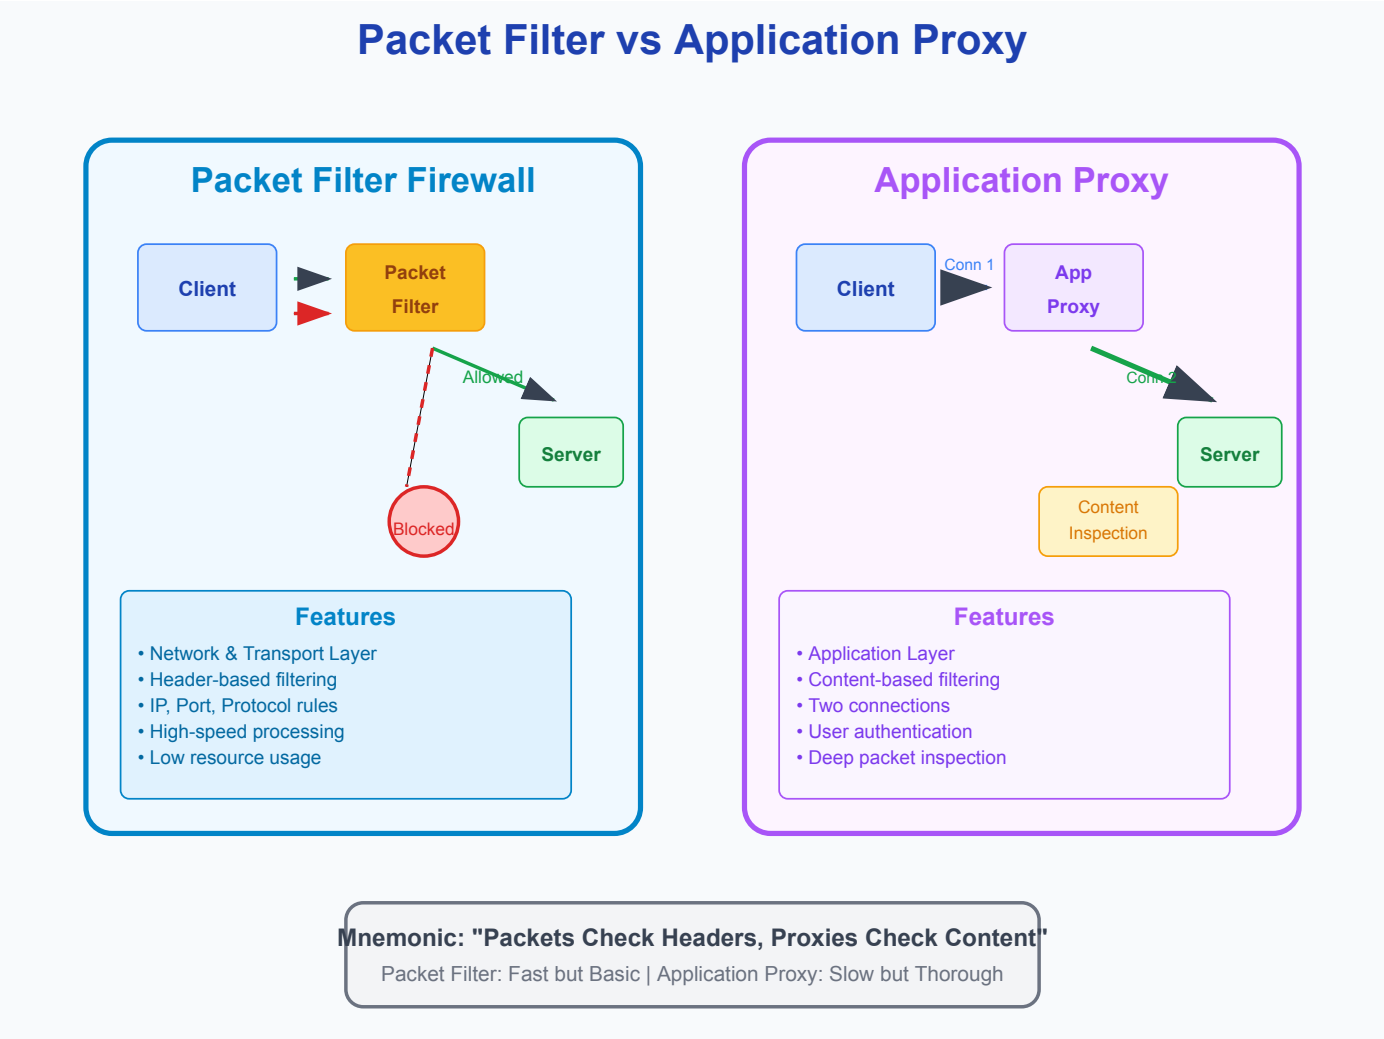 Packet Filter vs Application Proxy
Packet Filter Firewall
Client
Packet
Filter
Allowed
Server
Blocked
Features
• Network & Transport Layer
• Header-based filtering
• IP, Port, Protocol rules
• High-speed processing
• Low resource usage
Application Proxy
Client
Conn 1
App
Proxy
Conn 2
Server
Content
Inspection
Features
• Application Layer
• Content-based filtering
• Two connections
• User authentication
• Deep packet inspection
Mnemonic: "Packets Check Headers, Proxies Check Content"
Packet Filter: Fast but Basic | Application Proxy: Slow but Thorough